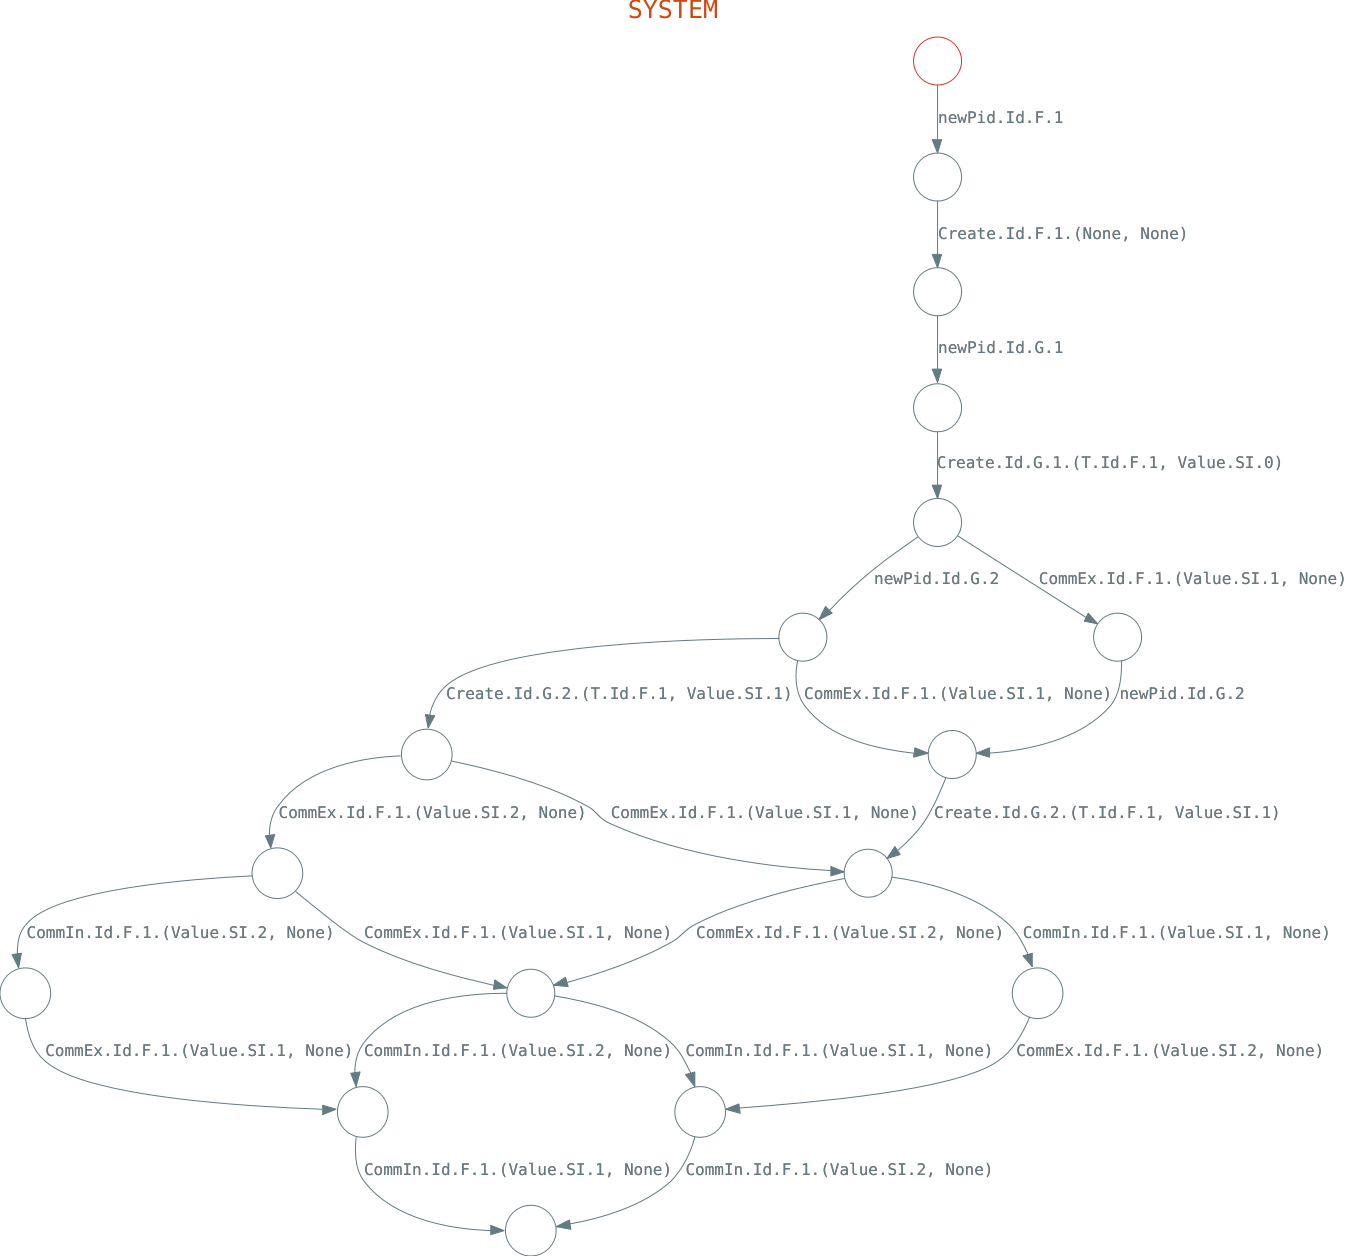 SYSTEM
newPid.Id.F.1
Create.Id.F.1.(None, None)
newPid.Id.G.1
Create.Id.G.1.(T.Id.F.1, Value.SI.0)
newPid.Id.G.2
CommEx.Id.F.1.(Value.SI.1, None)
Create.Id.G.2.(T.Id.F.1, Value.SI.1)
CommEx.Id.F.1.(Value.SI.1, None)
newPid.Id.G.2
CommEx.Id.F.1.(Value.SI.2, None)
CommEx.Id.F.1.(Value.SI.1, None)
Create.Id.G.2.(T.Id.F.1, Value.SI.1)
CommIn.Id.F.1.(Value.SI.2, None)
CommEx.Id.F.1.(Value.SI.1, None)
CommEx.Id.F.1.(Value.SI.2, None)
CommIn.Id.F.1.(Value.SI.1, None)
CommEx.Id.F.1.(Value.SI.1, None)
CommIn.Id.F.1.(Value.SI.2, None)
CommIn.Id.F.1.(Value.SI.1, None)
CommEx.Id.F.1.(Value.SI.2, None)
CommIn.Id.F.1.(Value.SI.1, None)
CommIn.Id.F.1.(Value.SI.2, None)